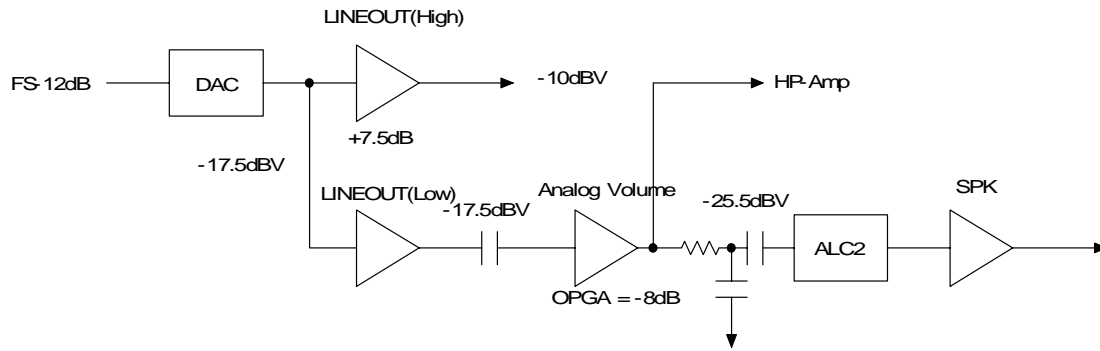 LINEOUT(High)
FS-12dB
DAC
-10dBV
HP-Amp
+7.5dB
-17.5dBV
LINEOUT(Low)
-17.5dBV
Analog Volume
-25.5dBV
SPK
ALC2
OPGA = -8dB